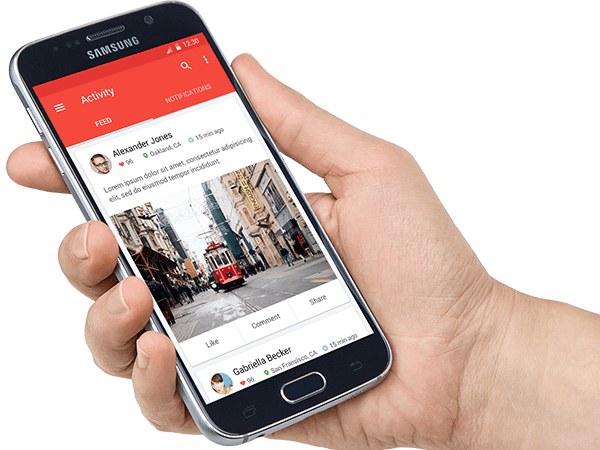 SAMSUNG
12:30
Activity
FEED
NOTIFICATIONS
Alexander Jones
96 Oakland, CA 15 min ago
Lorem ipsum dolor sit amet, consectetur adipisicing
elit, sed do eiusmod tempor incididunt.
Like
Comment
Share
Gabriella Becker
96 San Fransisco, CA 15 min ago